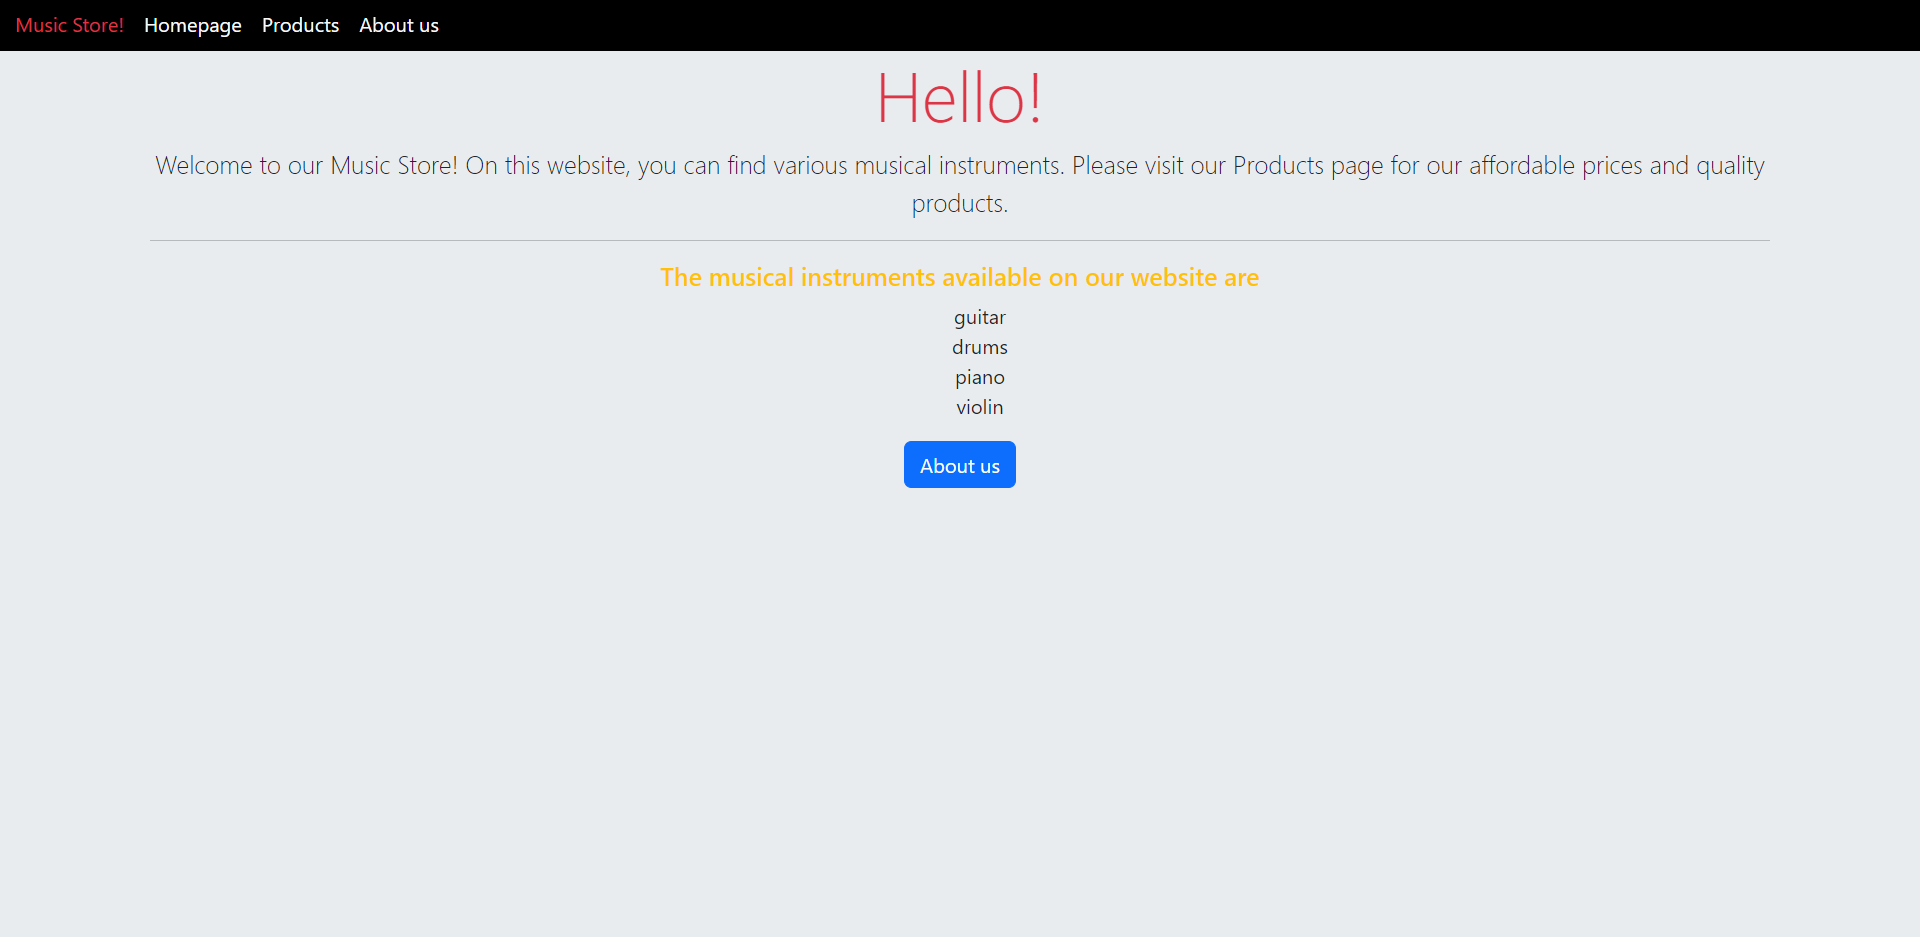 Music Store! Homepage Products About us
Hello!
Welcome to our Music Store! On this website, you can find various musical instruments. Please visit our Products page for our affordable prices and quality
products.
The musical instruments available on our website are
guitar
drums
piano
violin
About us